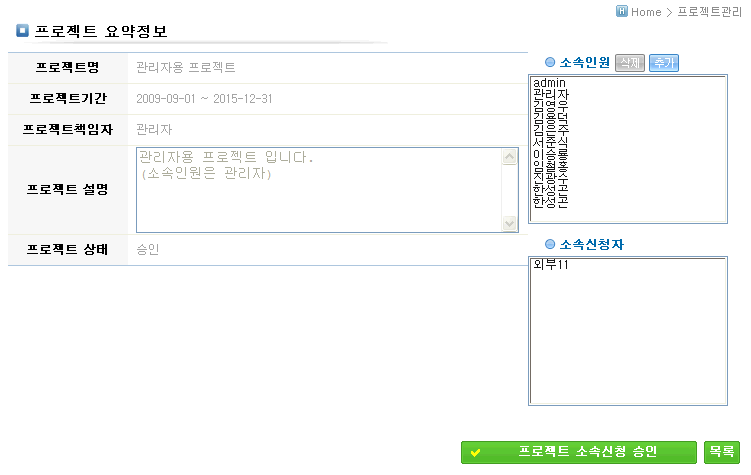 Home > 프로젝트관리
프로젝트 요약정보
프로젝트명 관리자용 프로젝트
프로젝트기간 2009-09-01 ~ 2015-12-31
프로젝트책임자 관리자
프로젝트 설명 관리자용 프로젝트 입니다.
(소속인원은 관리자)
프로젝트 상태 승인
소속인원 삭제 추가
admin
관리자
김영우
김용덕
김은주
서준식
이승룡
임헐홍
진광수
한성곤
한성곤
소속신청자
외부11
프로젝트 소속신청 승인 목록